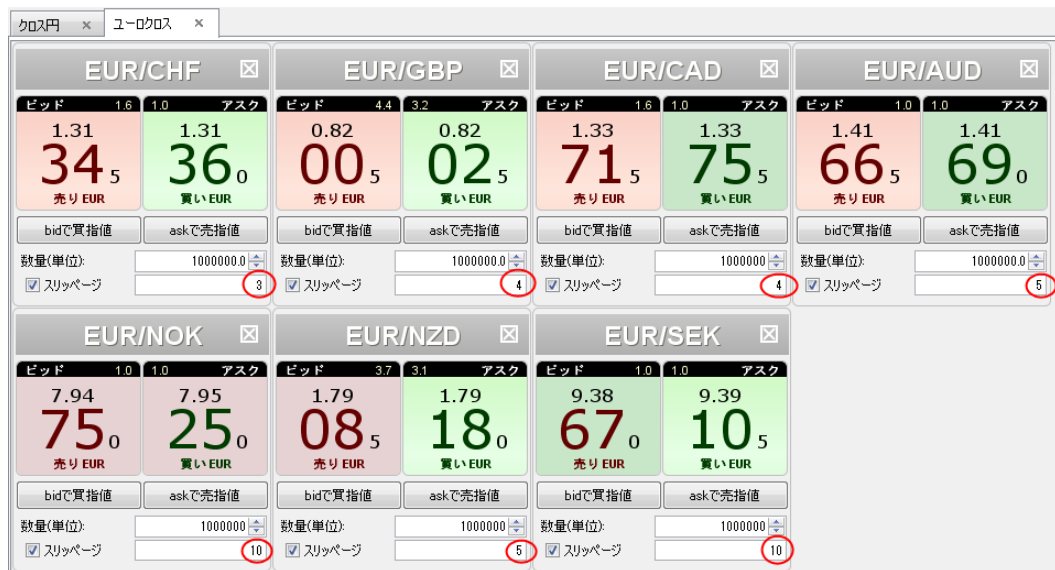 クロス円 × ユーロクロス ×
EUR/CHF EUR/GBP EUR/CAD EUR/AUD
ビッド 1.6 1.0 アスク ビッド 4.4 3.2 アスク ビッド 1.6 1.0 アスク ビッド 1.0 1.0 アスク
1.31 1.31 0.82 0.82 1.33 1.33 1.41 1.41
34 5 36 0 00 5 02 5 71 5 75 5 66 5 69 0
売りEUR 買いEUR 売りEUR 買いEUR 売りEUR 買いEUR 売りEUR 買いEUR
bidで買指値 askで売指値 bidで買指値 askで売指値 bidで買指値 askで売指値 bidで買指値 askで売指値
数量(単位): 1000000.0 数量(単位): 1000000.0 数量(単位): 1000000 数量(単位): 1000000.0
スリッページ 3 スリッページ 4 スリッページ 4 スリッページ 5
EUR/NOK EUR/NZD EUR/SEK
ビッド 1.0 1.0 アスク ビッド 3.7 3.1 アスク ビッド 1.0 1.0 アスク
7.94 7.95 1.79 1.79 9.38 9.39
75 0 25 0 08 5 18 0 67 0 10 5
売りEUR 買いEUR 売りEUR 買いEUR 売りEUR 買いEUR
bidで買指値 askで売指値 bidで買指値 askで売指値 bidで買指値 askで売指値
数量(単位): 1000000 数量(単位): 1000000 数量(単位): 1000000
スリッページ 10 スリッページ 5 スリッページ 10